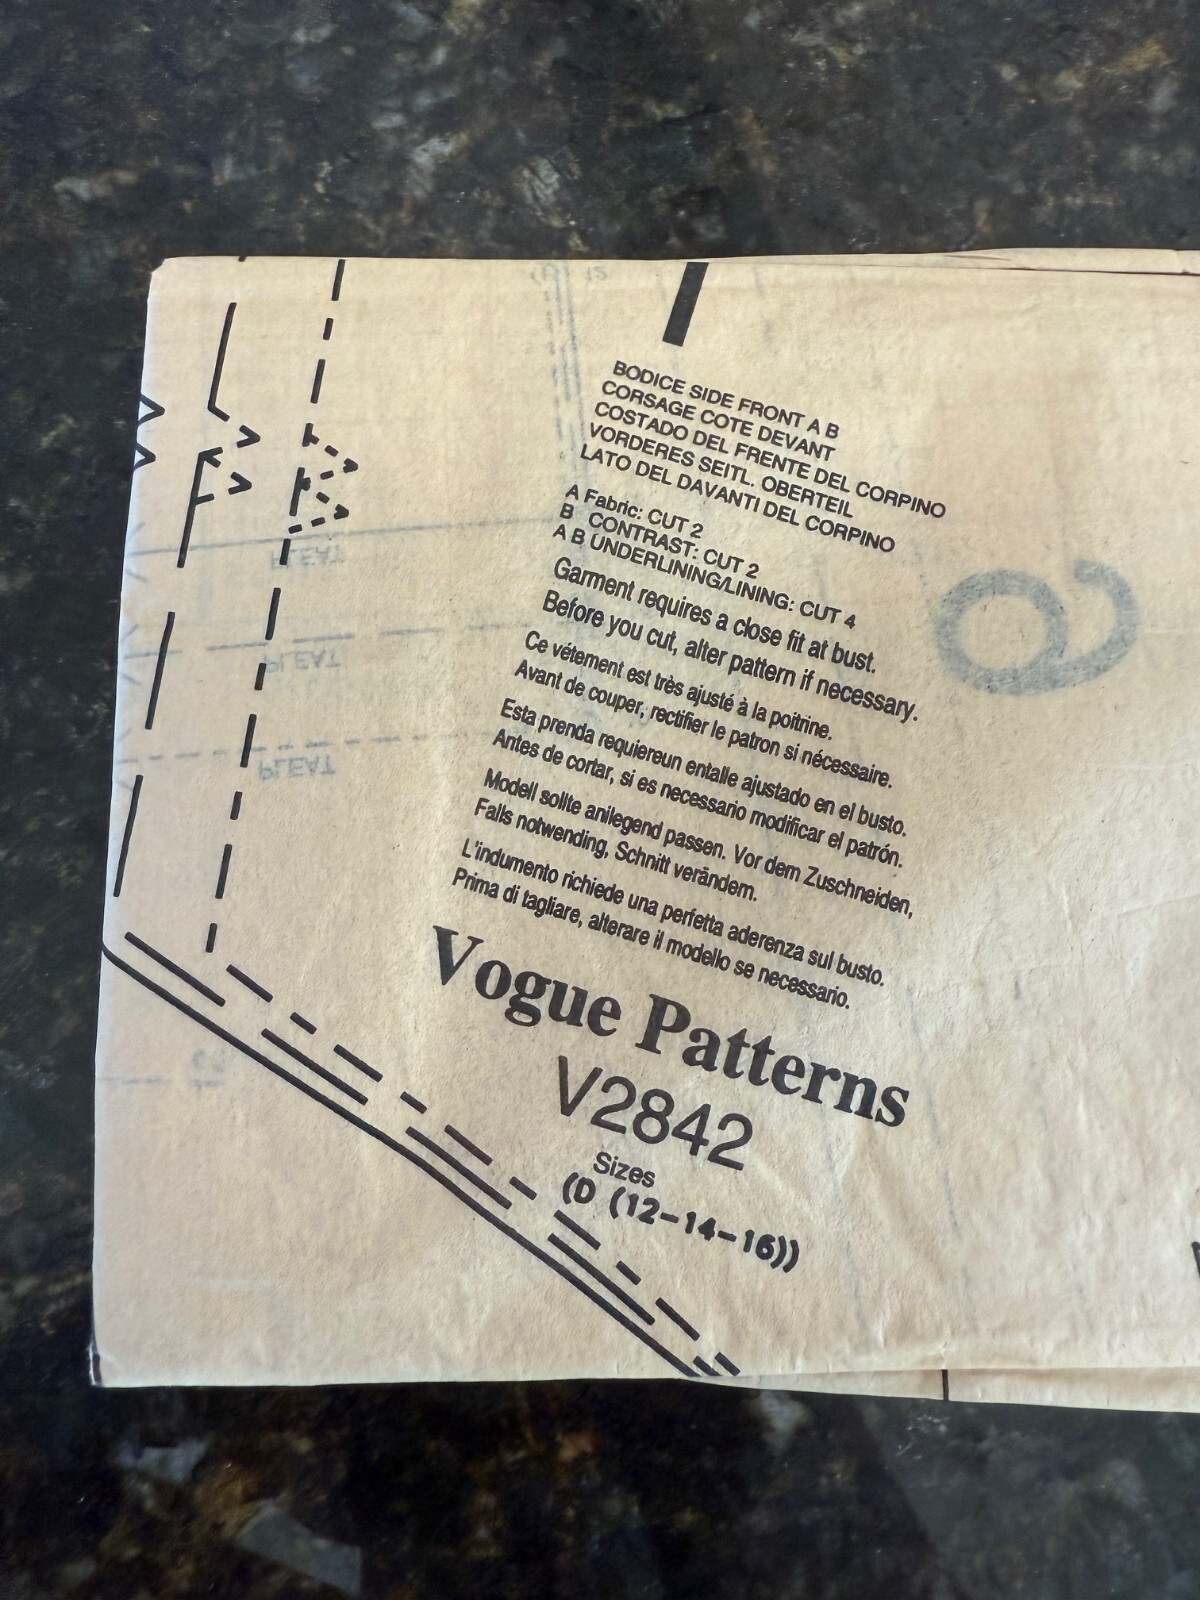 BODICE SIDE FRONT A B
CORSAGE COTE DEVANT
COSTADO DEL FRENTE DEL CORPINO
VORDERES SEITL. OBERTEIL
LATO DEL DAVANTI DEL CORPINO
A Fabric: CUT 2
B CONTRAST: CUT 2
A B UNDERLINING/LINING: CUT 4
Garment requires a close fit at bust.
Before you cut, alter pattern if necessary.
Ce vétement est très ajusté à la poitrine.
Avant de couper, rectifier le patron si nécessaire.
Esta prenda requiereun entalle ajustado en el busto.
Antes de cortar, si es necessario modificar el patrón.
Modell sollte anilegend passen. Vor dem Zuschneiden,
Falls notwending, Schnitt verändern.
L'indumento richiede una perfetta aderenza sul busto.
Prima di tagliare, alterare il modello se necessario.
Vogue Patterns
V2842
Sizes
(D (12-14-16))
PLEAT
PLEAT
PLEAT
12